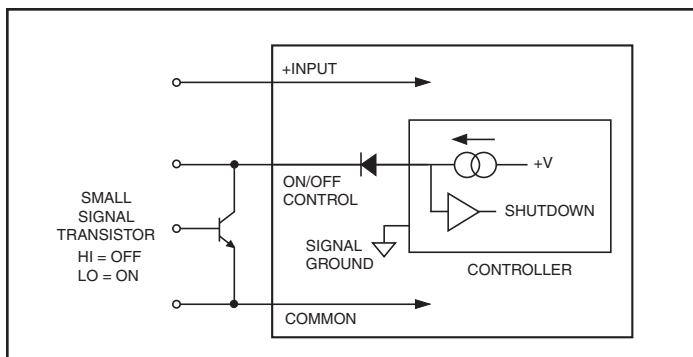 +INPUT
+V
ON/OFF
CONTROL
SHUTDOWN
SMALL
SIGNAL
TRANSISTOR
HI = OFF
LO = ON
SIGNAL
GROUND
CONTROLLER
COMMON